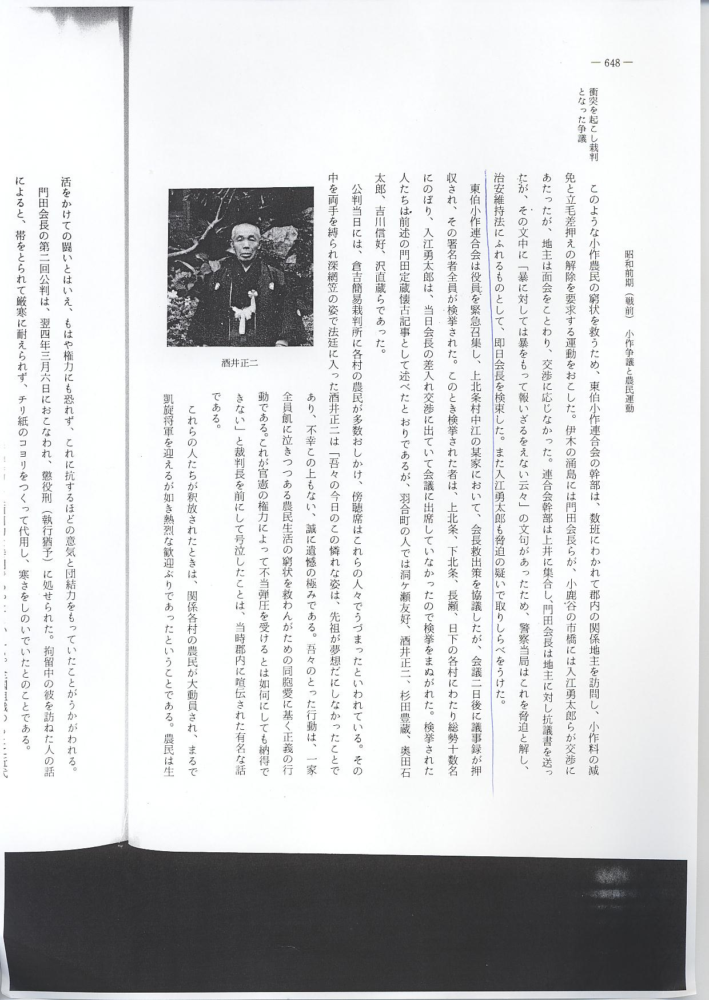 ― 648 ―
昭和前期(戦前) 小作争議と農民運動
衝突を起こし裁判
となった争議
このような小作農民の窮状を救うため、東伯小作連合会の幹部は、数班にわかれて郡内の関係地主を訪問し、小作料の減
免と立毛差押えの解除を要求する運動をおこした。伊木の涌島には門田会長らが、小鹿谷の市橋には入江勇太郎らが交渉に
あたったが、地主は面会をことわり、交渉に応じなかった。連合会幹部は上井に集合し、門田会長は地主に対し抗議書を送っ
たが、その文中に「暴に対しては暴をもって報いざるをえない云々」の文句があったため、警察当局はこれを脅迫と解し、
治安維持法にふれるものとして、即日会長を検束した。また入江勇太郎も脅迫の疑いで取りしらべをうけた。
東伯小作連合会は役員を緊急召集し、上北条村中江の某家において、会長救出策を協議したが、会議二日後に議事録が押
収され、その署名者全員が検挙された。このとき検挙された者は、上北条、下北条、長瀬、日下の各村にわたり総勢十数名
にのぼり、入江勇太郎は、当日会長の差入れ交渉に出ていて会議に出席していなかったので検挙をまぬがれた。検挙された
人たちは前述の門田定蔵懐古記事として述べたとおりであるが、羽合町の人では洞ケ瀬友好、酒井正二、杉田豊蔵、奥田石
太郎、吉川信好、沢直蔵らであった。
公判当日には、倉吉簡易裁判所に各村の農民が多数おしかけ、傍聴席はこれらの人々でうづまったといわれている。その
中を両手を縛られ深網笠の姿で法廷に入った酒井正二は「吾々の今日のこの憐れな姿は、先祖が夢想だにしなかったことで
あり、不幸この上もない、誠に遺憾の極みである。吾々のとった行動は、一家
全員飢に泣きつつある農民生活の窮状を救わんがための同胞愛に基く正義の行
動である。これが官憲の権力によって不当弾圧を受けるとは如何にしても納得で
きない」と裁判長を前にして号泣したことは、当時郡内に喧伝された有名な話
である。
これらの人たちが釈放されたときは、関係各村の農民が大動員され、まるで
凱旋将軍を迎えるが如き熱烈な歓迎ぶりであったということである。農民は生
酒井正二
活をかけての闘いとはいえ、もはや権力にも恐れず、これに抗するほどの意気と団結力をもっていたことがうかがわれる。
門田会長の第二回公判は、翌四年三月六日におこなわれ、懲役刑(執行猶予)に処せられた。拘留中の彼を訪ねた人の話
によると、帯をとられて厳寒に耐えられず、チリ紙のコヨリをつくって代用し、寒さをしのいでいたとのことである。